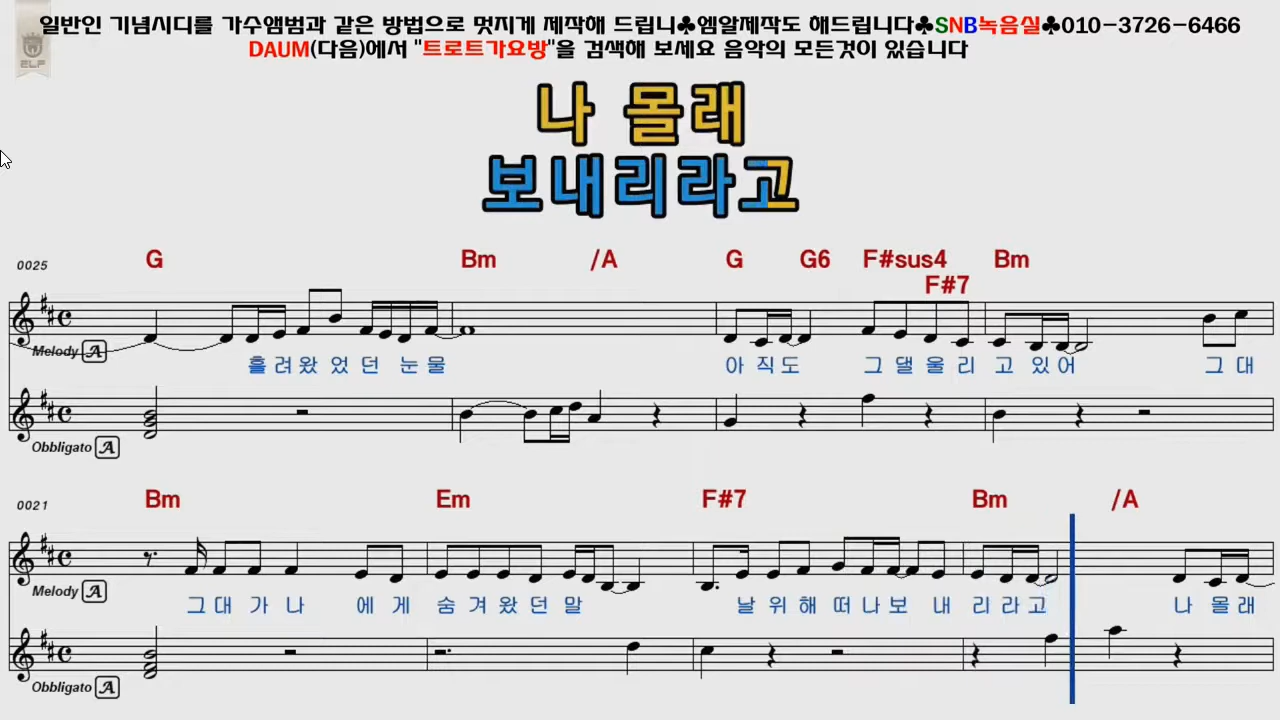 일반인 기념시디를 가수앰범과 같은 방법으로 멋지게 제작해 드립니♣엠알제작도 해드립니다♣SNB녹음실♣010-3726-6466
DAUM(다음)에서 "트로트가요방"을 검색해 보세요 음악의 모든것이 있습니다
ELF
나 몰래
보내리라고
0025 G Bm /A G G6 F#sus4 Bm
F#7
Melody A
흘려왔었던눈물 아직도 그댈울리고있어 그대
Obbligato A
0021 Bm Em F#7 Bm /A
Melody A
그대가나 에게숨겨왔던말 날위해떠나보 내리라고 나몰래
Obbligato A